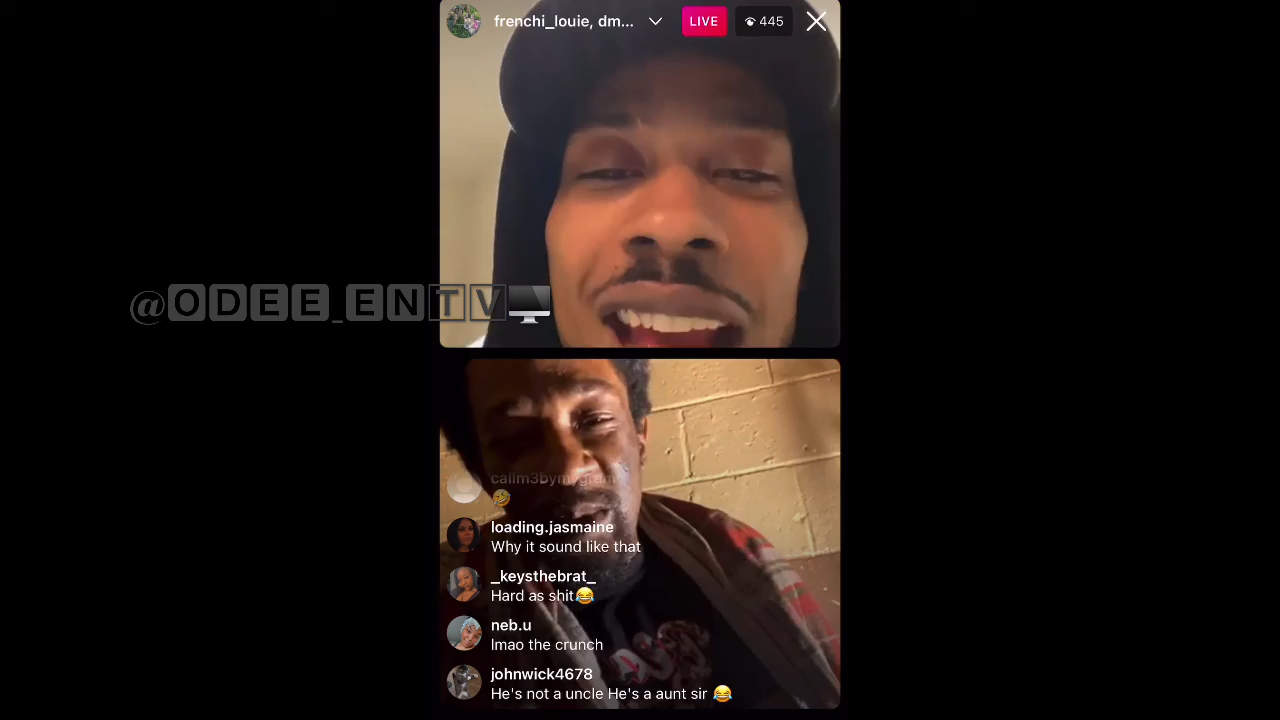 frenchi_louie, dm...
LIVE
445
@ODEE_ENTV
loading.jasmaine
Why it sound like that
_keysthebrat_
Hard as shit😂
neb.u
lmao the crunch
johnwick4678
He's not a uncle He's a aunt sir 😂